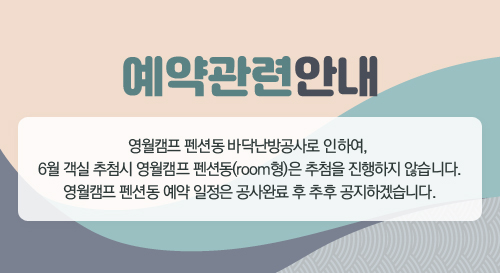 예약관련안내
영월캠프 펜션동 바닥난방공사로 인하여,
6월 객실 추첨시 영월캠프 펜션동(room형)은 추첨을 진행하지 않습니다.
영월캠프 펜션동 예약 일정은 공사완료 후 추후 공지하겠습니다.